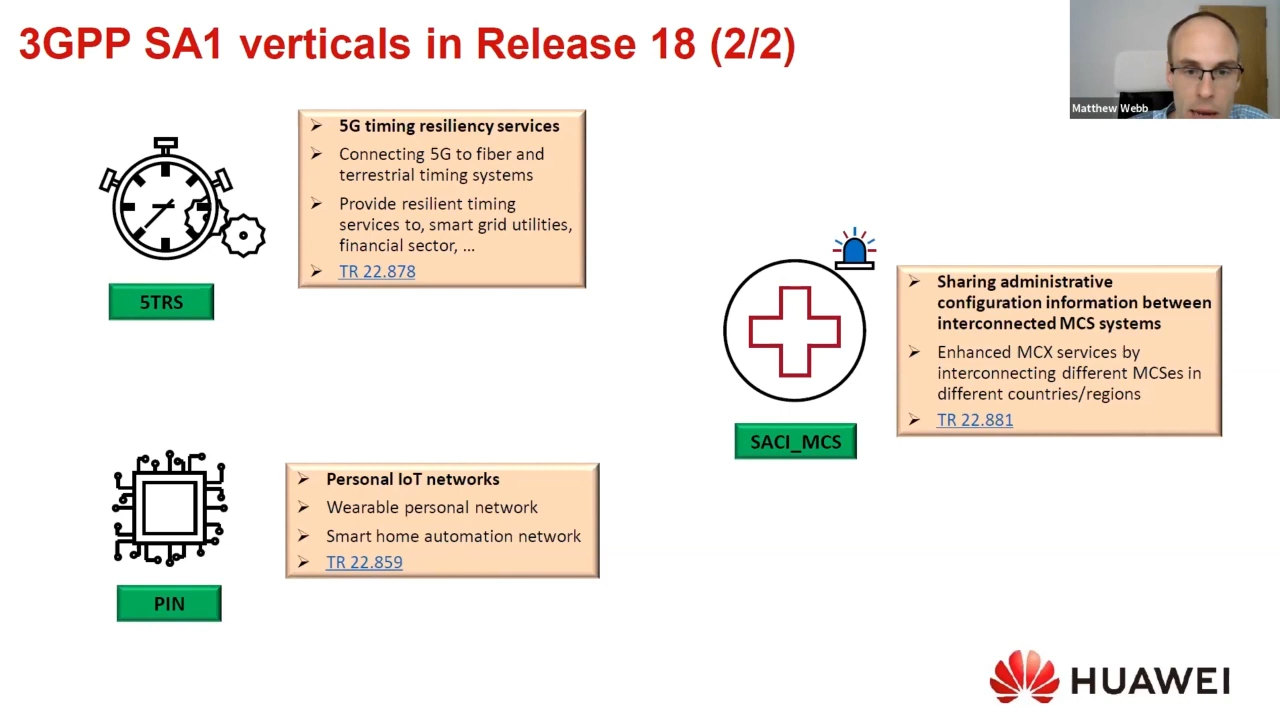 3GPP SA1 verticals in Release 18 (2/2)
Matthew Webb
5G timing resiliency services
Connecting 5G to fiber and
terrestrial timing systems
Provide resilient timing
services to, smart grid utilities,
financial sector, ...
TR 22.878
5TRS
Sharing administrative
configuration information between
interconnected MCS systems
Enhanced MCX services by
interconnecting different MCSes in
different countries/regions
TR 22.881
SACI_MCS
Personal IoT networks
Wearable personal network
Smart home automation network
TR 22.859
PIN
HUAWEI